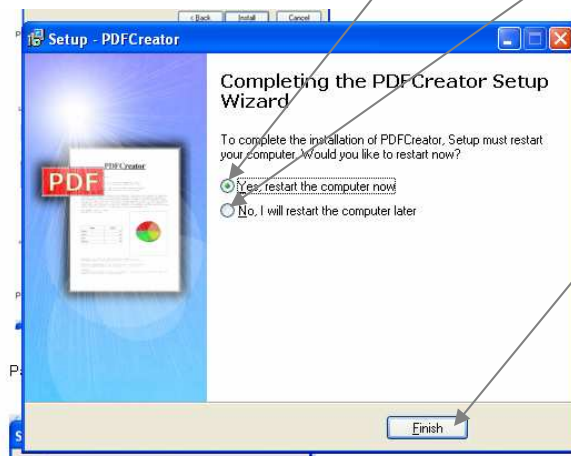 < Back Install Cancel
Setup - PDFCreator
Completing the PDFCreator Setup
Wizard
To complete the installation of PDFCreator, Setup must restart
your computer. Would you like to restart now?
Yes, restart the computer now
No, I will restart the computer later
PDFCreator
PDF
Finish